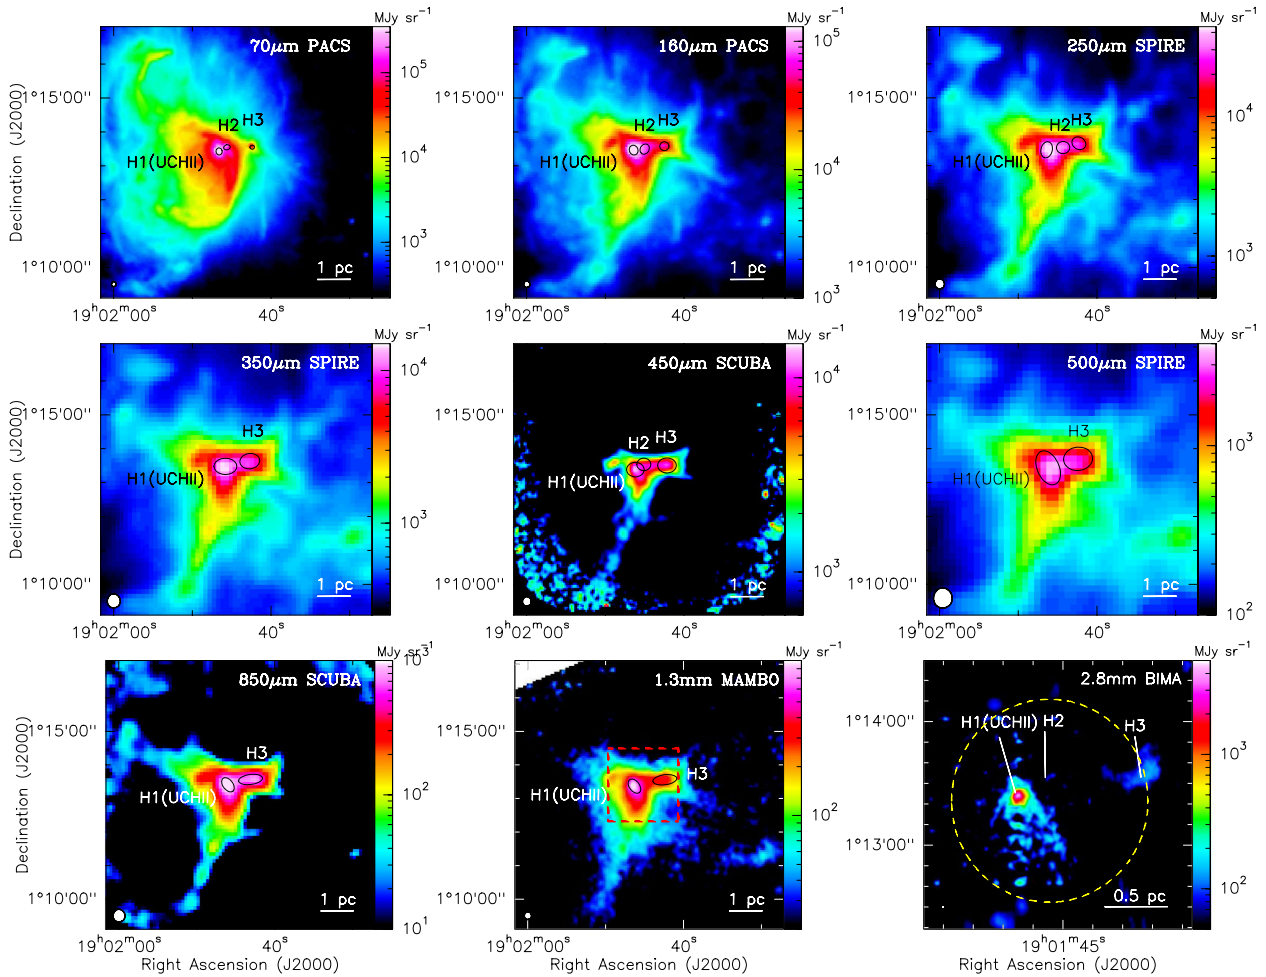 MJy sr⁻¹
MJy sr⁻¹
MJy sr⁻¹
70μm PACS
160μm PACS
250μm SPIRE
10⁵
10⁵
10⁴
10⁴
10³
10⁴
10³
10⁴
10³
1°15′00″
1°15′00″
1°15′00″
H2 H3
H2 H3
H2 H3
H1(UCHII)
H1(UCHII)
H1(UCHII)
Declination (J2000)
1°10′00″
1°10′00″
1°10′00″
1 pc
1 pc
1 pc
19ʰ02ᵐ00ˢ 40ˢ
19ʰ02ᵐ00ˢ 40ˢ
19ʰ02ᵐ00ˢ 40ˢ
MJy sr⁻¹
MJy sr⁻¹
MJy sr⁻¹
350μm SPIRE
450μm SCUBA
500μm SPIRE
10⁴
10³
10⁴
10³
10³
10²
1°15′00″
1°15′00″
1°15′00″
H3
H2 H3
H3
H1(UCHII)
H1(UCHII)
H1(UCHII)
Declination (J2000)
1°10′00″
1°10′00″
1°10′00″
1 pc
1 pc
1 pc
19ʰ02ᵐ00ˢ 40ˢ
19ʰ02ᵐ00ˢ 40ˢ
19ʰ02ᵐ00ˢ 40ˢ
MJy sr⁻¹
MJy sr⁻¹
MJy sr⁻¹
850μm SCUBA
1.3mm MAMBO
2.8mm BIMA
10³
10²
10¹
10²
10³
10²
1°15′00″
1°15′00″
1°14′00″
H3
H3
H1(UCHII) H2 H3
H1(UCHII)
H1(UCHII)
Declination (J2000)
1°10′00″
1°10′00″
1°13′00″
1 pc
1 pc
0.5 pc
19ʰ02ᵐ00ˢ 40ˢ
19ʰ02ᵐ00ˢ 40ˢ
19ʰ01ᵐ45ˢ
Right Ascension (J2000)
Right Ascension (J2000)
Right Ascension (J2000)